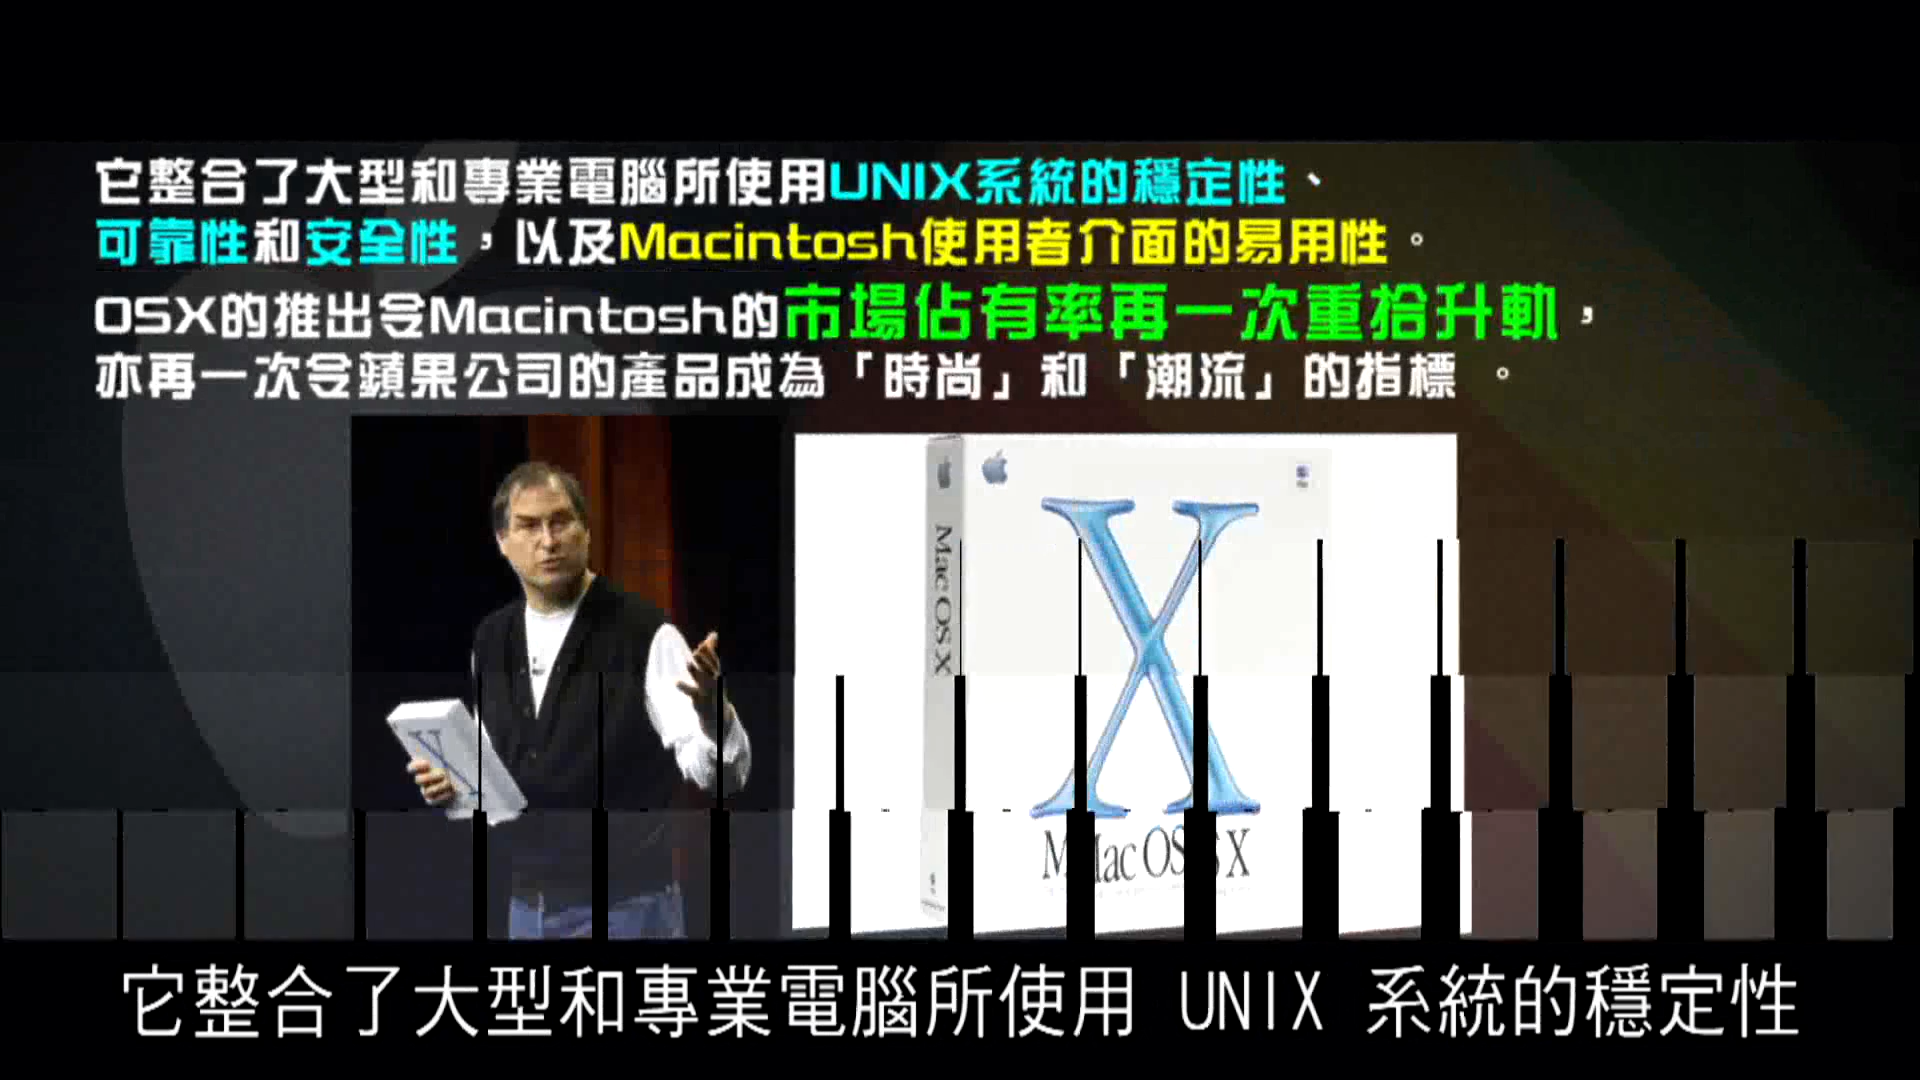 它整合了大型和專業電腦所使用UNIX系統的穩定性、
可靠性和安全性，以及Macintosh使用者介面的易用性。
OSX的推出令Macintosh的市場佔有率再一次重拾升軌，
亦再一次令蘋果公司的產品成為「時尚」和「潮流」的指標 。
Mac OS X
X
X
Mac OS X
它整合了大型和專業電腦所使用 UNIX 系統的穩定性